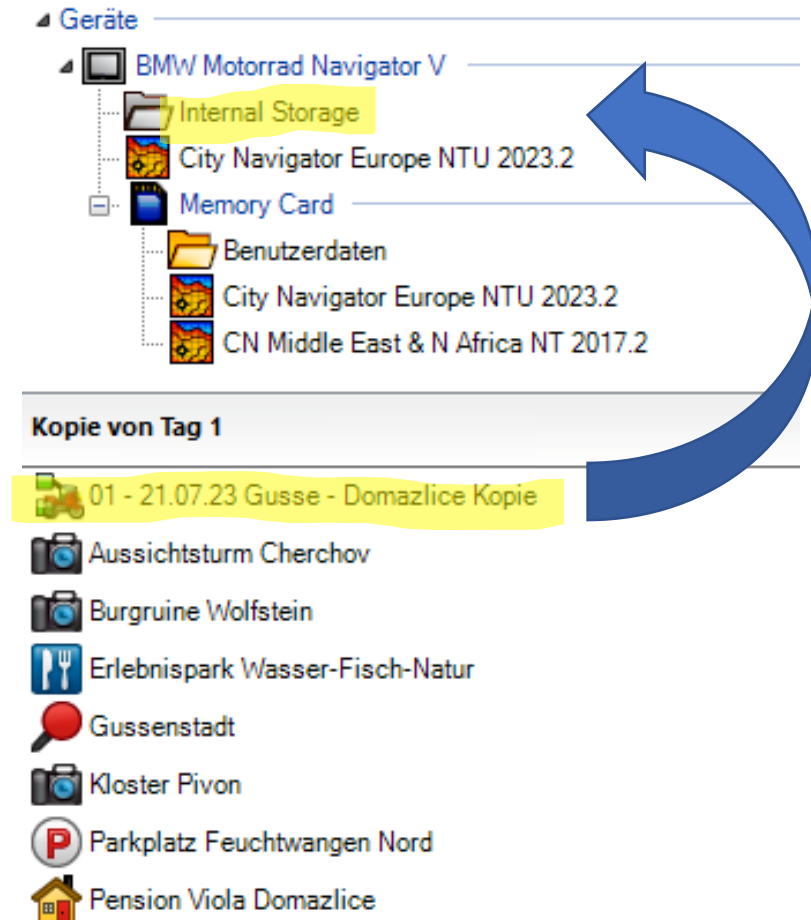 Geräte
BMW Motorrad Navigator V
Internal Storage
City Navigator Europe NTU 2023.2
Memory Card
Benutzerdaten
City Navigator Europe NTU 2023.2
CN Middle East & N Africa NT 2017.2
Kopie von Tag 1
01 - 21.07.23 Gusse - Domazlice Kopie
Aussichtsturm Cherchov
Burgruine Wolfstein
Erlebnispark Wasser-Fisch-Natur
Gussenstadt
Kloster Pivon
P Parkplatz Feuchtwangen Nord
Pension Viola Domazlice